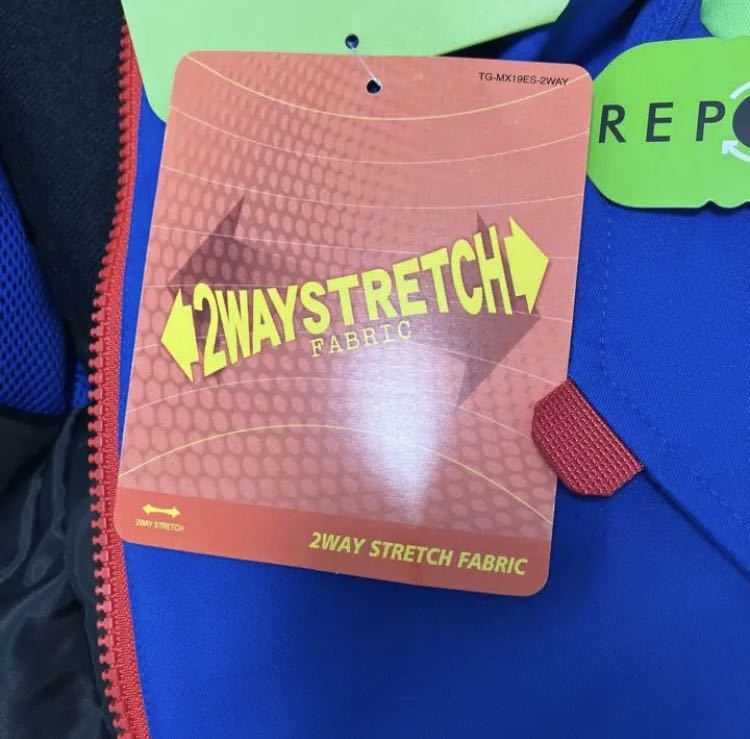 TG-MX19ES-2WAY
REP
2WAYSTRETCH
FABRIC
2WAY STRETCH
2WAY STRETCH FABRIC